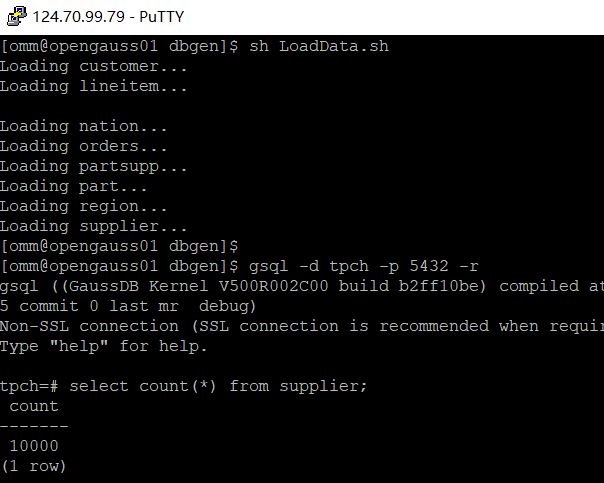 124.70.99.79 - PuTTY
[omm@opengauss01 dbgen]$ sh LoadData.sh
Loading customer...
Loading lineitem...
Loading nation...
Loading orders...
Loading partsupp...
Loading part...
Loading region...
Loading supplier...
[omm@opengauss01 dbgen]$
[omm@opengauss01 dbgen]$ gsql -d tpch -p 5432 -r
gsql ((GaussDB Kernel V500R002C00 build b2ff10be) compiled at
5 commit 0 last mr  debug)
Non-SSL connection (SSL connection is recommended when requir
Type "help" for help.
tpch=# select count(*) from supplier;
 count
-------
 10000
(1 row)